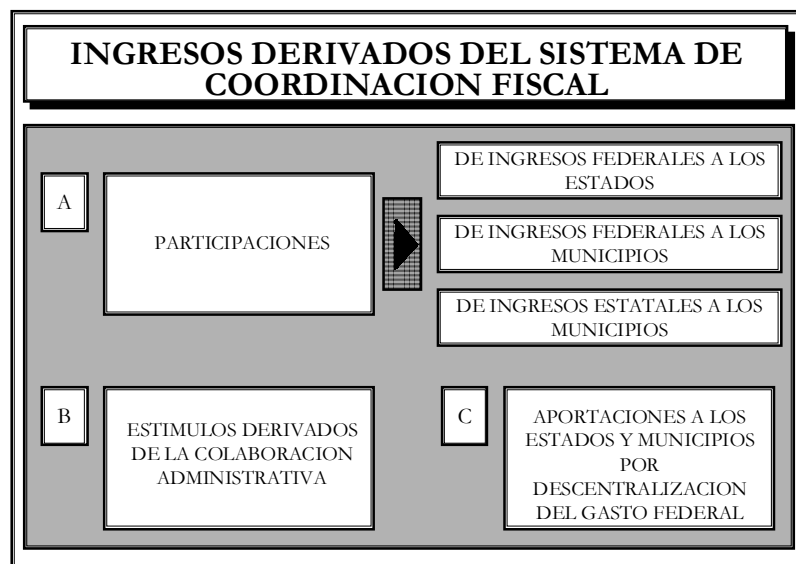 INGRESOS DERIVADOS DEL SISTEMA DE
COORDINACION FISCAL
A
PARTICIPACIONES
DE INGRESOS FEDERALES A LOS
ESTADOS
DE INGRESOS FEDERALES A LOS
MUNICIPIOS
DE INGRESOS ESTATALES A LOS
MUNICIPIOS
B
ESTIMULOS DERIVADOS
DE LA COLABORACION
ADMINISTRATIVA
C
APORTACIONES A LOS
ESTADOS Y MUNICIPIOS
POR
DESCENTRALIZACION
DEL GASTO FEDERAL